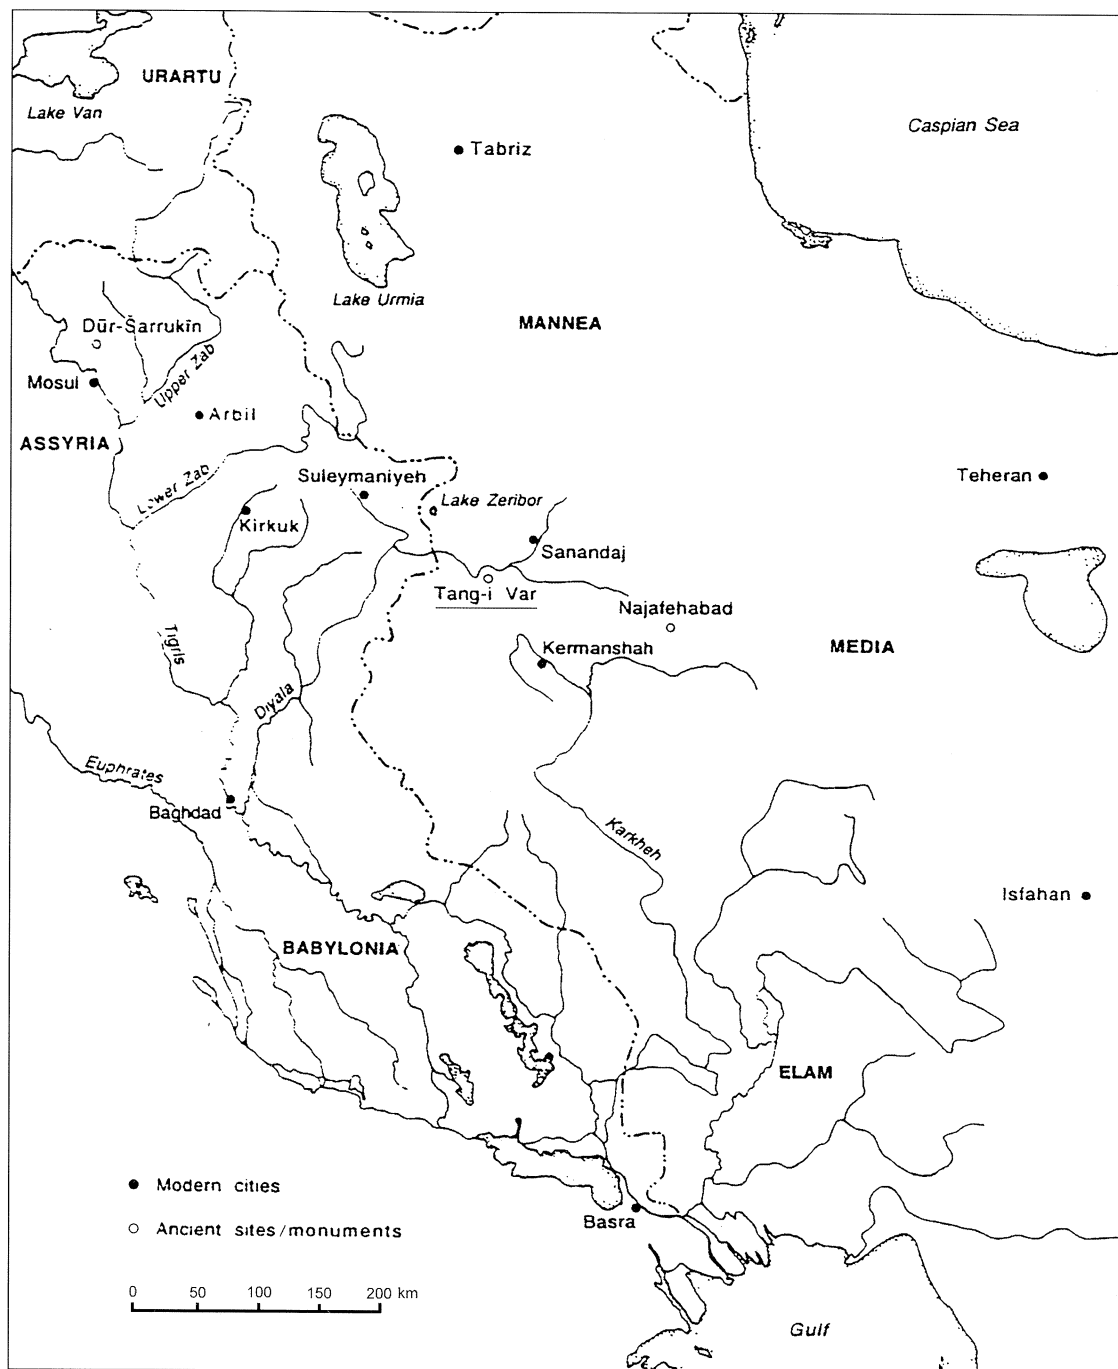 URARTU
Lake Van
Caspian Sea
Tabriz
Lake Urmia
MANNEA
Dūr-Šarrukīn
Mosul
Upper Zab
Arbil
ASSYRIA
Lower Zab
Suleymaniyeh
Teheran
Lake Zeribor
Kirkuk
Sanandaj
Tang-i Var
Najafehabad
Tigris
Kermanshah
MEDIA
Diyala
Euphrates
Baghdad
Karkheh
Isfahan
BABYLONIA
ELAM
Modern cities
Basra
Ancient sites/monuments
0 50 100 150 200 km
Gulf